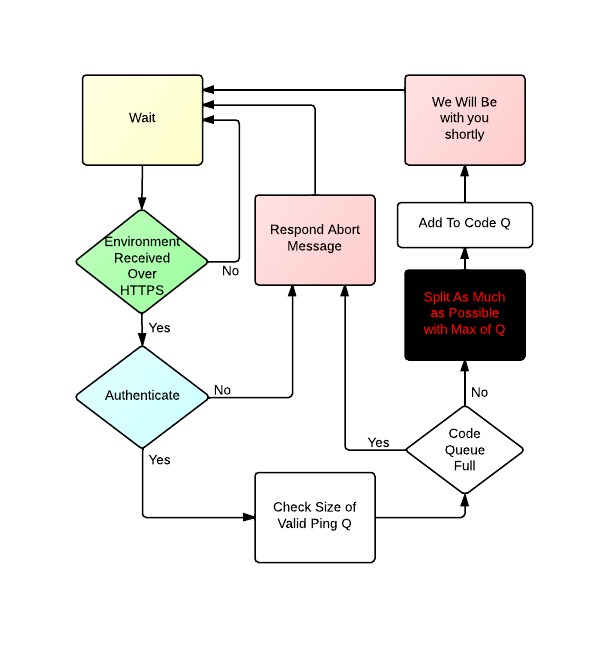 Wait
We Will Be
with you
shortly
Add To Code Q
Respond Abort
Message
Environment
Received
Over
HTTPS
No
Yes
Split As Much
as Possible
with Max of Q
Authenticate
No
Yes
No
Yes
Code
Queue
Full
Check Size of
Valid Ping Q